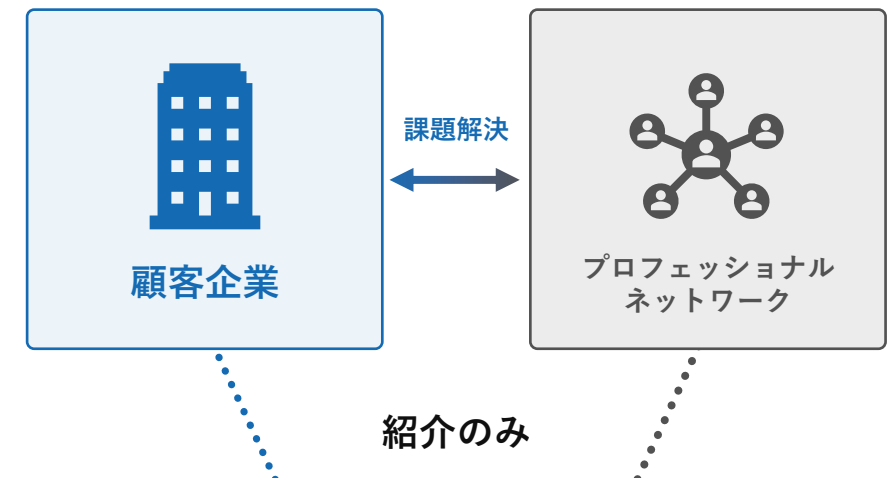 課題解決
顧客企業
プロフェッショナル
ネットワーク
紹介のみ